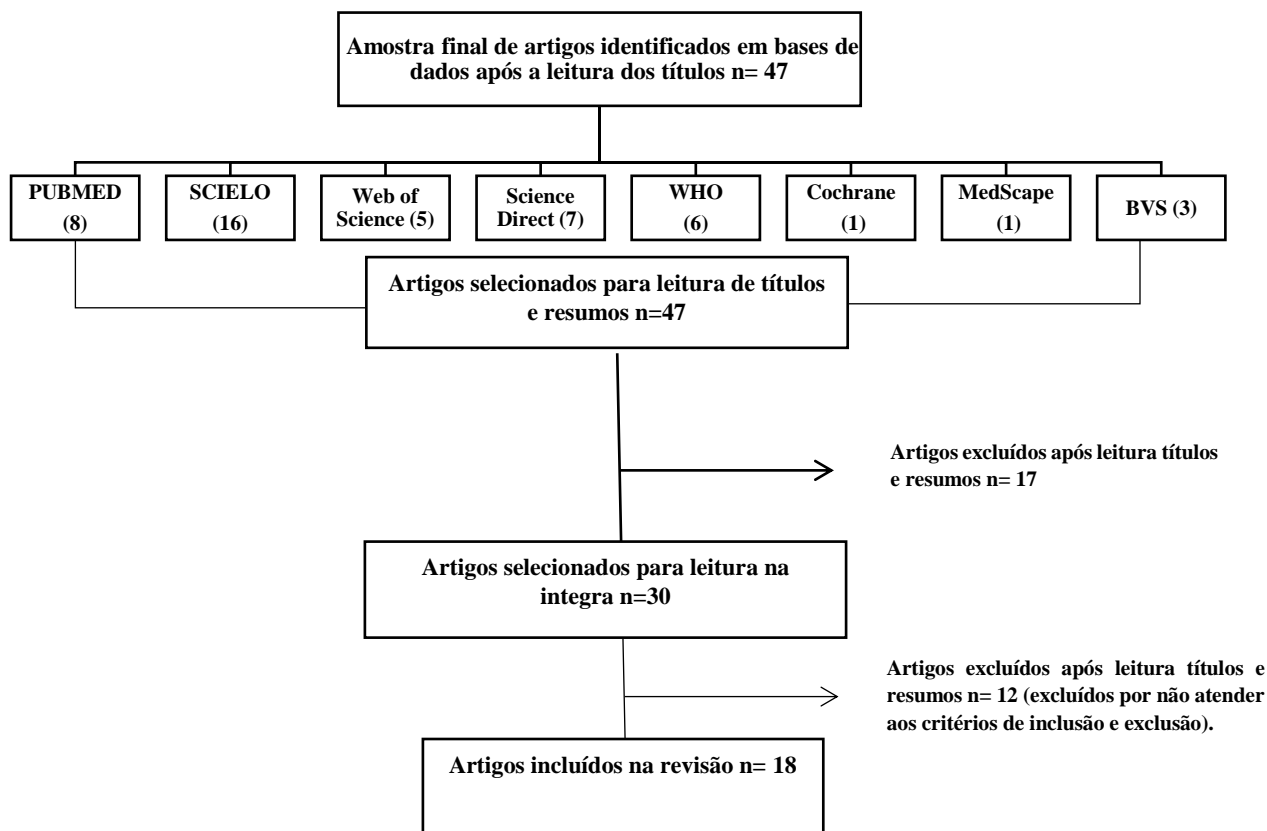 Amostra final de artigos identificados em bases de
dados após a leitura dos títulos n= 47
PUBMED
(8)
SCIELO
(16)
Web of
Science (5)
Science
Direct (7)
WHO
(6)
Cochrane
(1)
MedScape
(1)
BVS (3)
Artigos selecionados para leitura de títulos
e resumos n=47
Artigos excluídos após leitura títulos
e resumos n= 17
Artigos selecionados para leitura na
integra n=30
Artigos excluídos após leitura títulos e
resumos n= 12 (excluídos por não atender
aos critérios de inclusão e exclusão).
Artigos incluídos na revisão n= 18